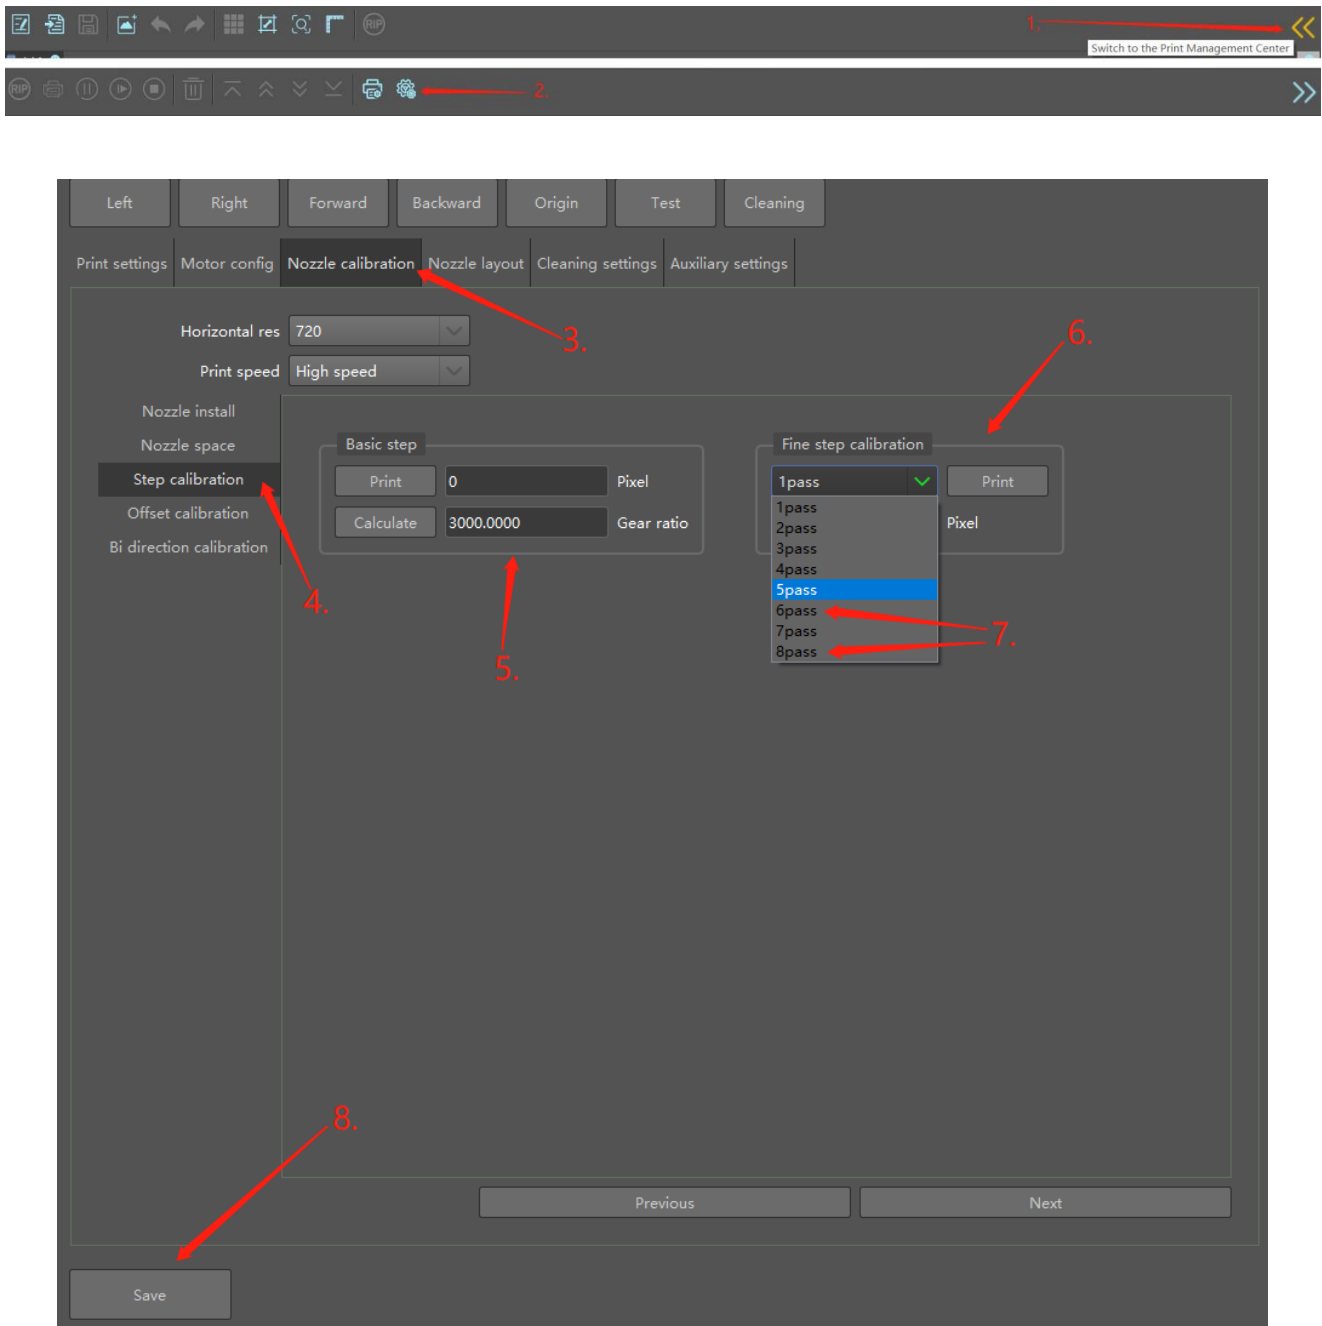 RIP
1.
Switch to the Print Management Center
RIP
2.
Left Right Forward Backward Origin Test Cleaning
Print settings Motor config Nozzle calibration Nozzle layout Cleaning settings Auxiliary settings
Horizontal res 720
3.
6.
Print speed High speed
Nozzle install
Nozzle space
Step calibration
Offset calibration
Bi direction calibration
4.
Basic step
Print 0 Pixel
Calculate 3000.0000 Gear ratio
5.
Fine step calibration
1pass Print
1pass
2pass Pixel
3pass
4pass
5pass
6pass
7pass
8pass
7.
8.
Previous Next
Save